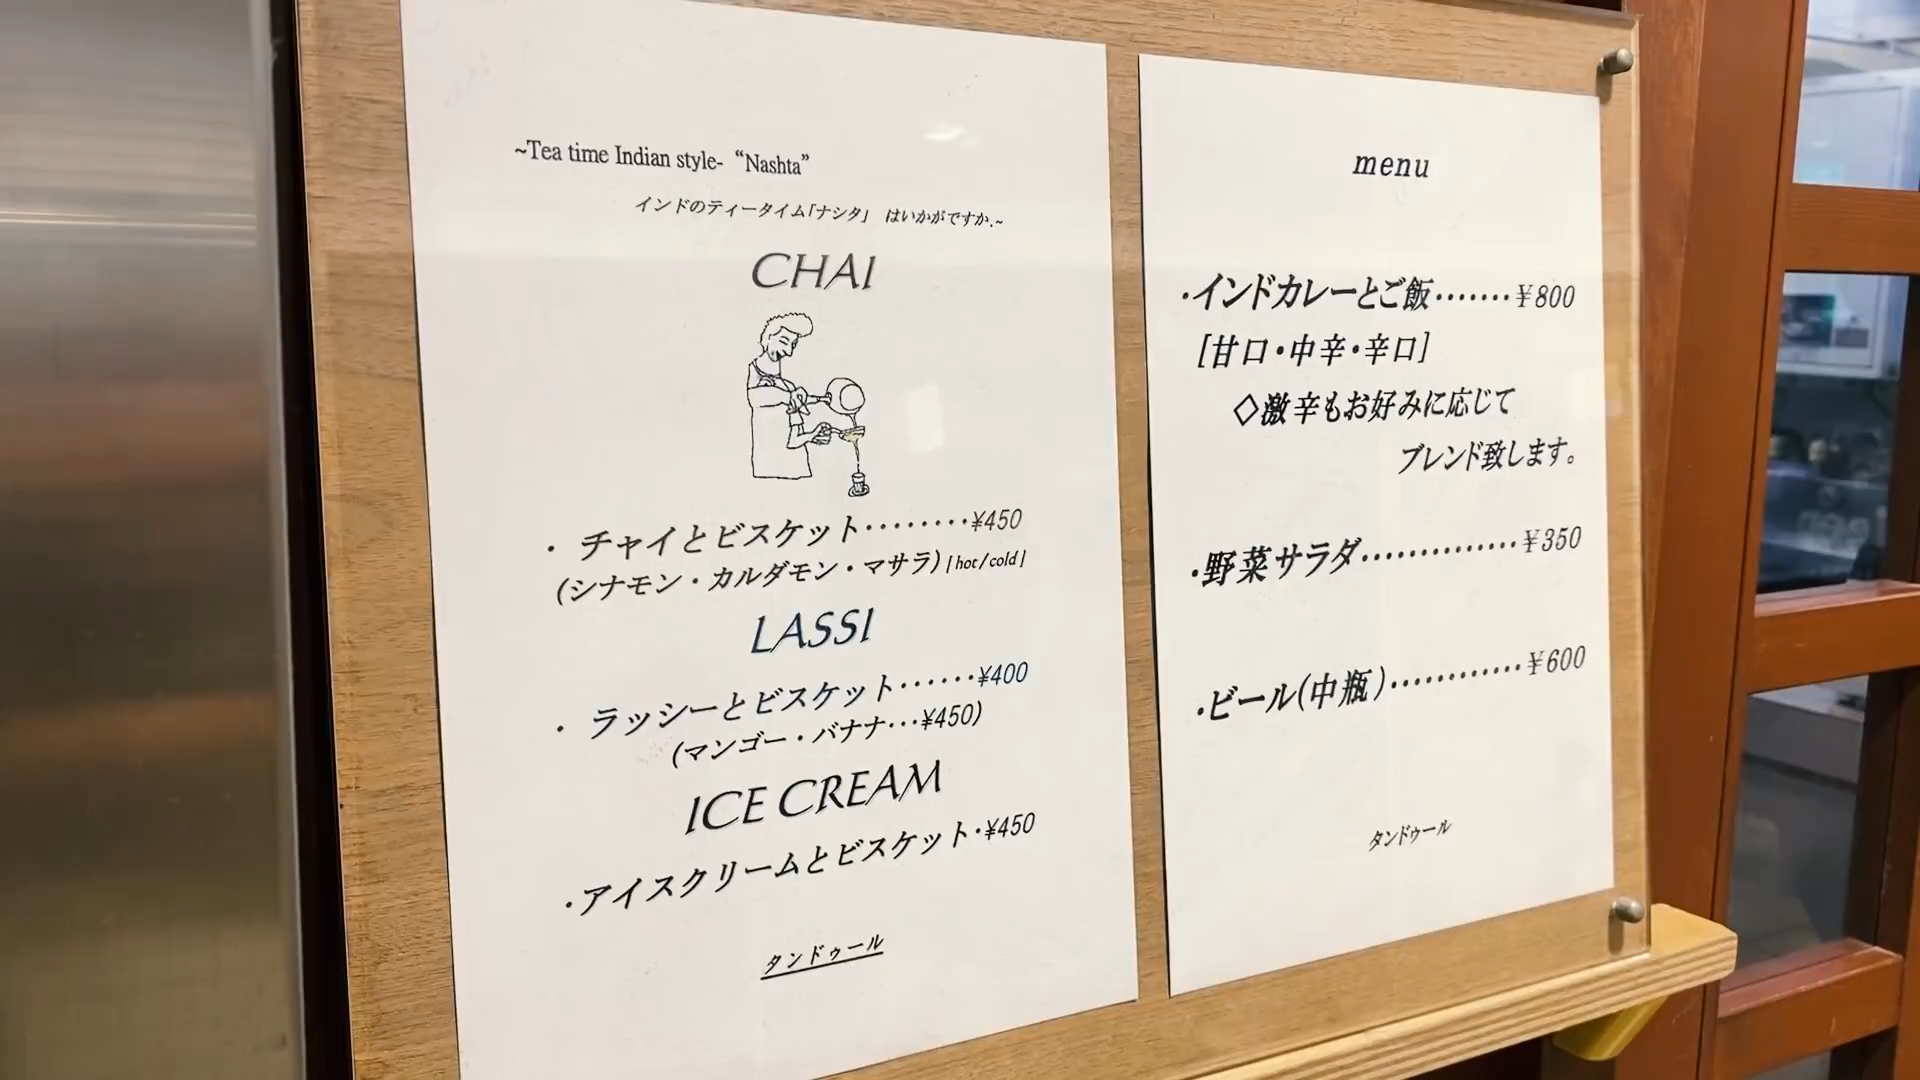 ~Tea time Indian style- “Nashta”
インドのティータイム「ナシタ」 はいかがですか.~
CHAI
・ チャイとビスケット・・・・・・・・・¥450
(シナモン・カルダモン・マサラ) [hot/cold]
LASSI
・ ラッシーとビスケット・・・・・・¥400
(マンゴー・バナナ・・・¥450)
ICE CREAM
・アイスクリームとビスケット・¥450
タンドゥール
menu
・インドカレーとご飯・・・・・・・¥800
[甘口・中辛・辛口]
◇激辛もお好みに応じて
ブレンド致します。
・野菜サラダ・・・・・・・・・・・・・・¥350
・ビール(中瓶)・・・・・・・・・・・・¥600
タンドゥール